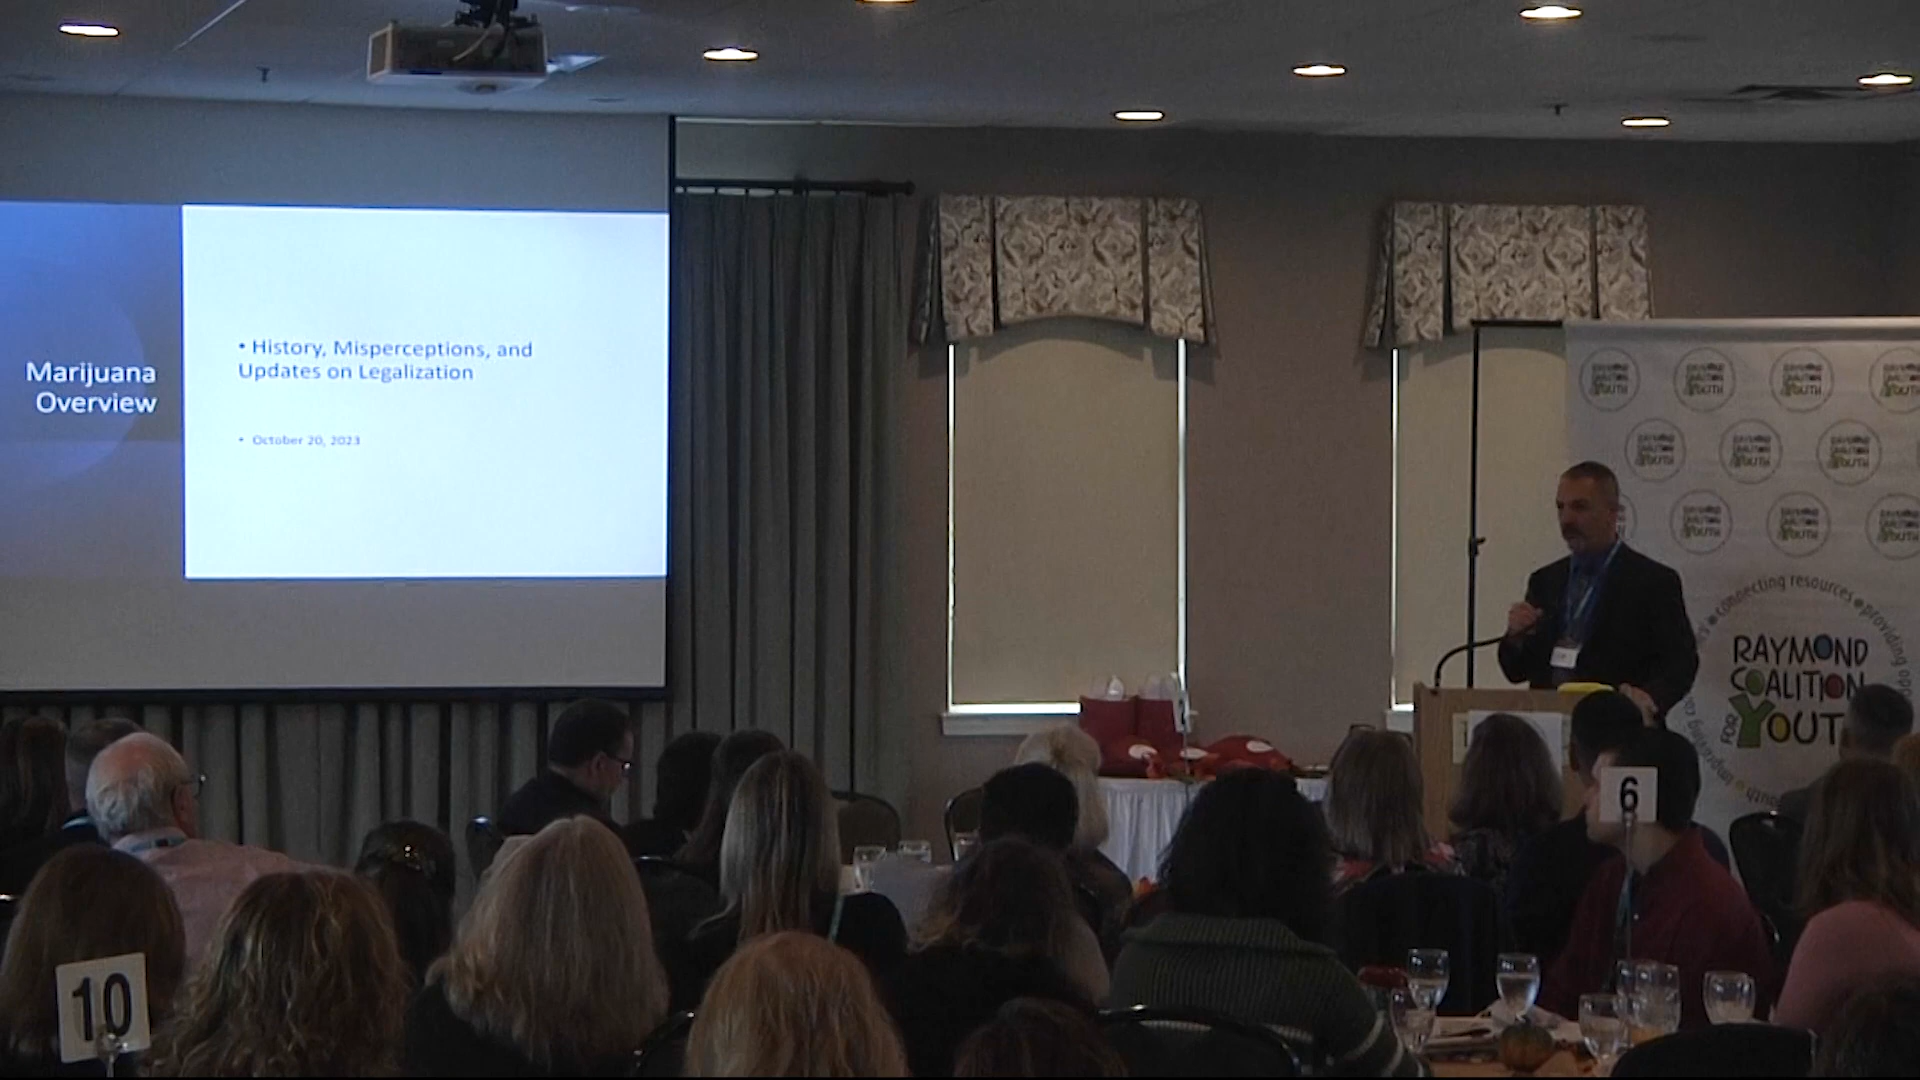 Marijuana
Overview
• History, Misperceptions, and
Updates on Legalization
• October 20, 2023
connecting resources • providing
RAYMOND
COALITION
FOR
YOUTH
6
10